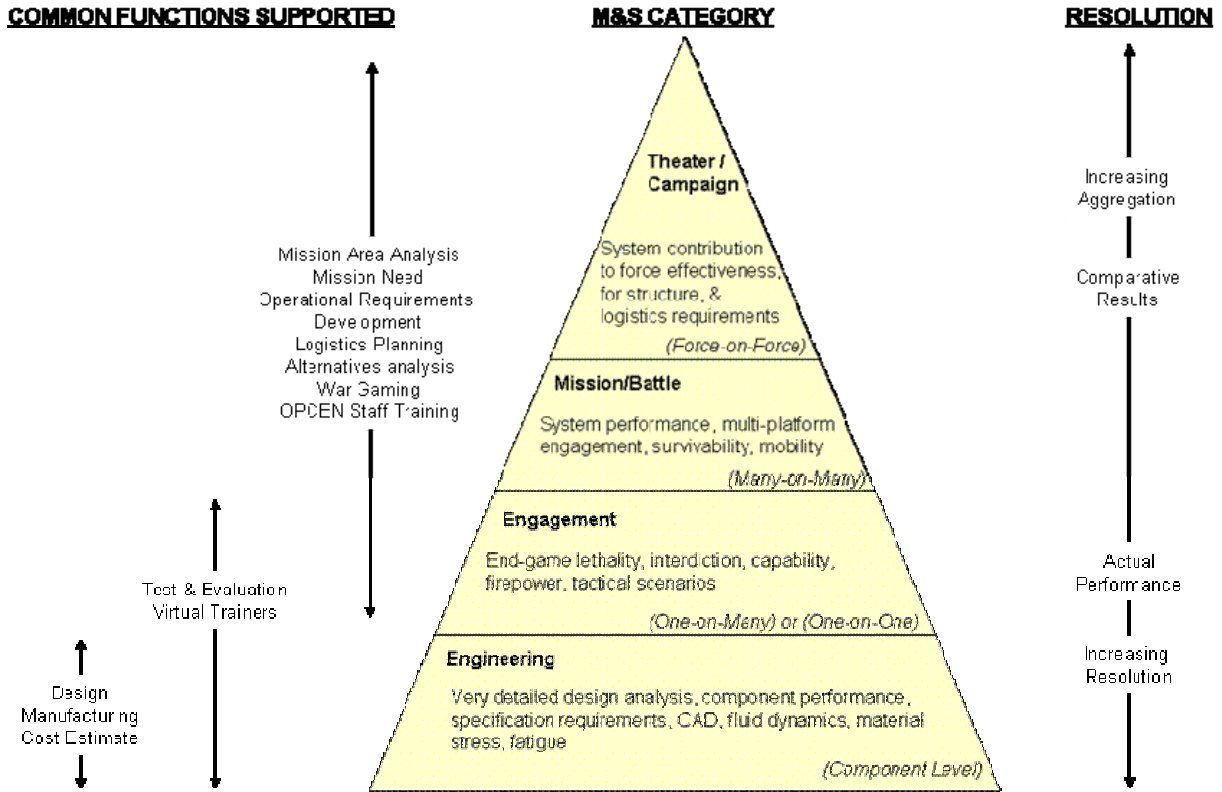 COMMON FUNCTIONS SUPPORTED
M&S CATEGORY
RESOLUTION
Mission Area Analysis
Mission Need
Operational Requirements
Development
Logistics Planning
Alternatives analysis
War Gaming
OPCEN Staff Training
Test & Evaluation
Virtual Trainers
Design
Manufacturing
Cost Estimate
Theater /
Campaign
System contribution
to force effectiveness,
for structure, &
logistics requirements
(Force-on-Force)
Mission/Battle
System performance, multi-platform
engagement, survivability, mobility
(Many-on-Many)
Engagement
End-game lethality, interdiction, capability,
firepower, tactical scenarios
(One-on-Many) or (One-on-One)
Engineering
Very detailed design analysis, component performance,
specification requirements, CAD, fluid dynamics, material
stress, fatigue
(Component Level)
Increasing
Aggregation
Comparative
Results
Actual
Performance
Increasing
Resolution